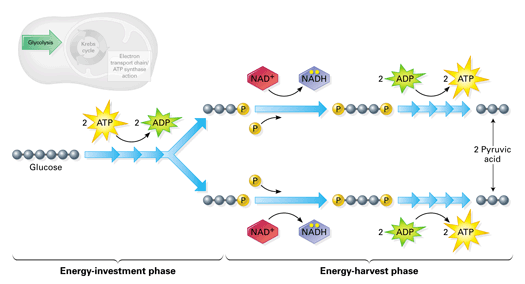 Glycolysis
Krebs
cycle
Electron
transport chain/
ATP synthase
action
2 ATP 2 ADP
Glucose
NAD+ NADH
P
P
P P
2 ADP 2 ATP
2 Pyruvic
acid
P
P
P P
NAD+ NADH
2 ADP 2 ATP
Energy-investment phase
Energy-harvest phase